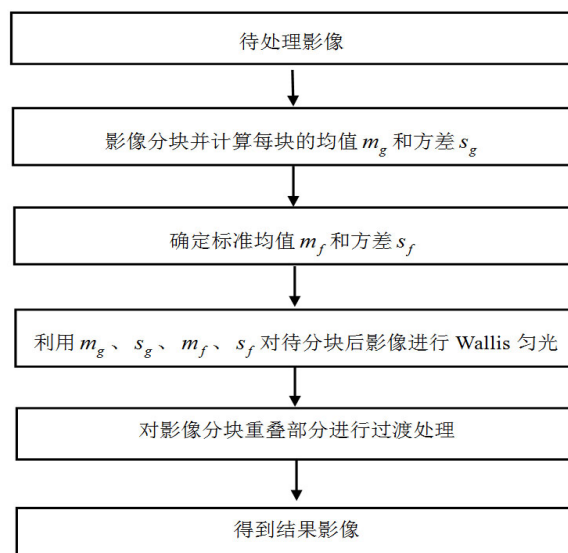 待处理影像
影像分块并计算每块的均值 m_g 和方差 s_g
确定标准均值 m_f 和方差 s_f
利用 m_g 、 s_g 、 m_f 、 s_f 对待分块后影像进行 Wallis 匀光
对影像分块重叠部分进行过渡处理
得到结果影像